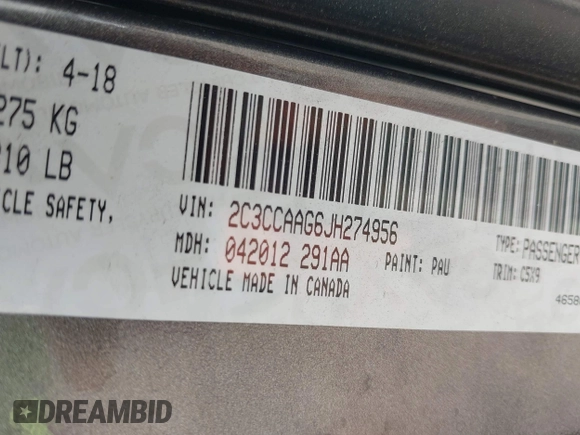 LT): 4-18
275 KG
10 LB
CLE SAFETY,
VIN: 2C3CCAAG6JH274956
MDH: 042012 291AA
PAINT: PAU
VEHICLE MADE IN CANADA
TYPE: PASSENGER
TRIM: C5X9
4658
DREAMBID